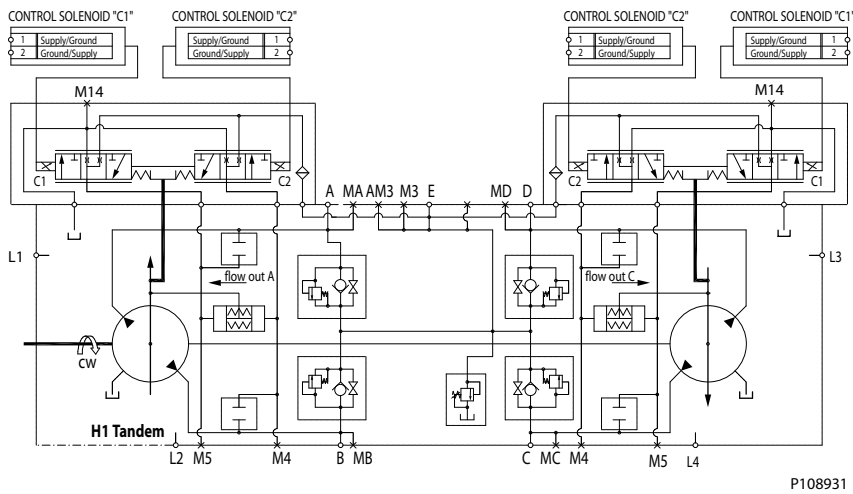 CONTROL SOLENOID "C1" CONTROL SOLENOID "C2" CONTROL SOLENOID "C2" CONTROL SOLENOID "C1"
1 Supply/Ground Supply/Ground 1 1 Supply/Ground Supply/Ground 1
2 Ground/Supply Ground/Supply 2 2 Ground/Supply Ground/Supply 2
M14 M14
C1 C2 C2 C1
A MA AM3 M3 E MD D
L1 L3
flow out A flow out C
CW
H1 Tandem
L2 M5 M4 B MB C MC M4 M5 L4
P108931